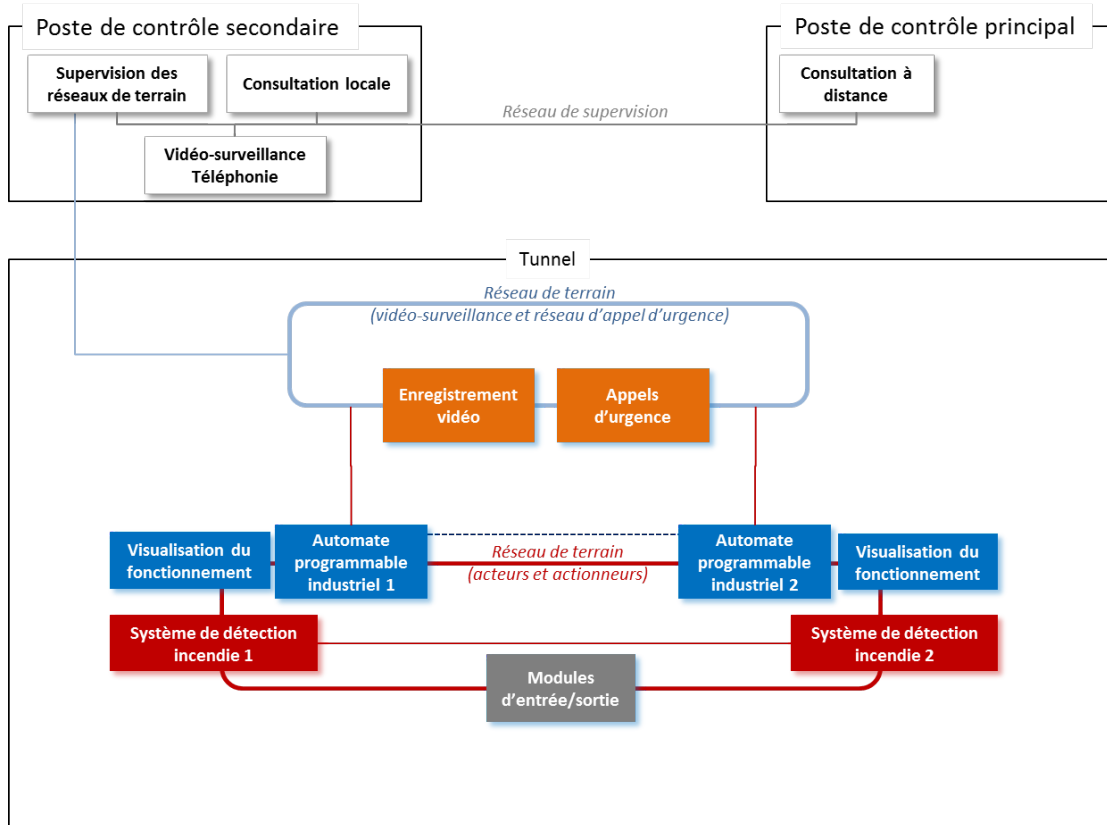 Poste de contrôle secondaire
Poste de contrôle principal
Supervision des
réseaux de terrain
Consultation locale
Consultation à
distance
Réseau de supervision
Vidéo-surveillance
Téléphonie
Tunnel
Réseau de terrain
(vidéo-surveillance et réseau d’appel d’urgence)
Enregistrement
vidéo
Appels
d’urgence
Visualisation du
fonctionnement
Automate
programmable
industriel 1
Réseau de terrain
(acteurs et actionneurs)
Automate
programmable
industriel 2
Visualisation du
fonctionnement
Système de détection
incendie 1
Système de détection
incendie 2
Modules
d’entrée/sortie